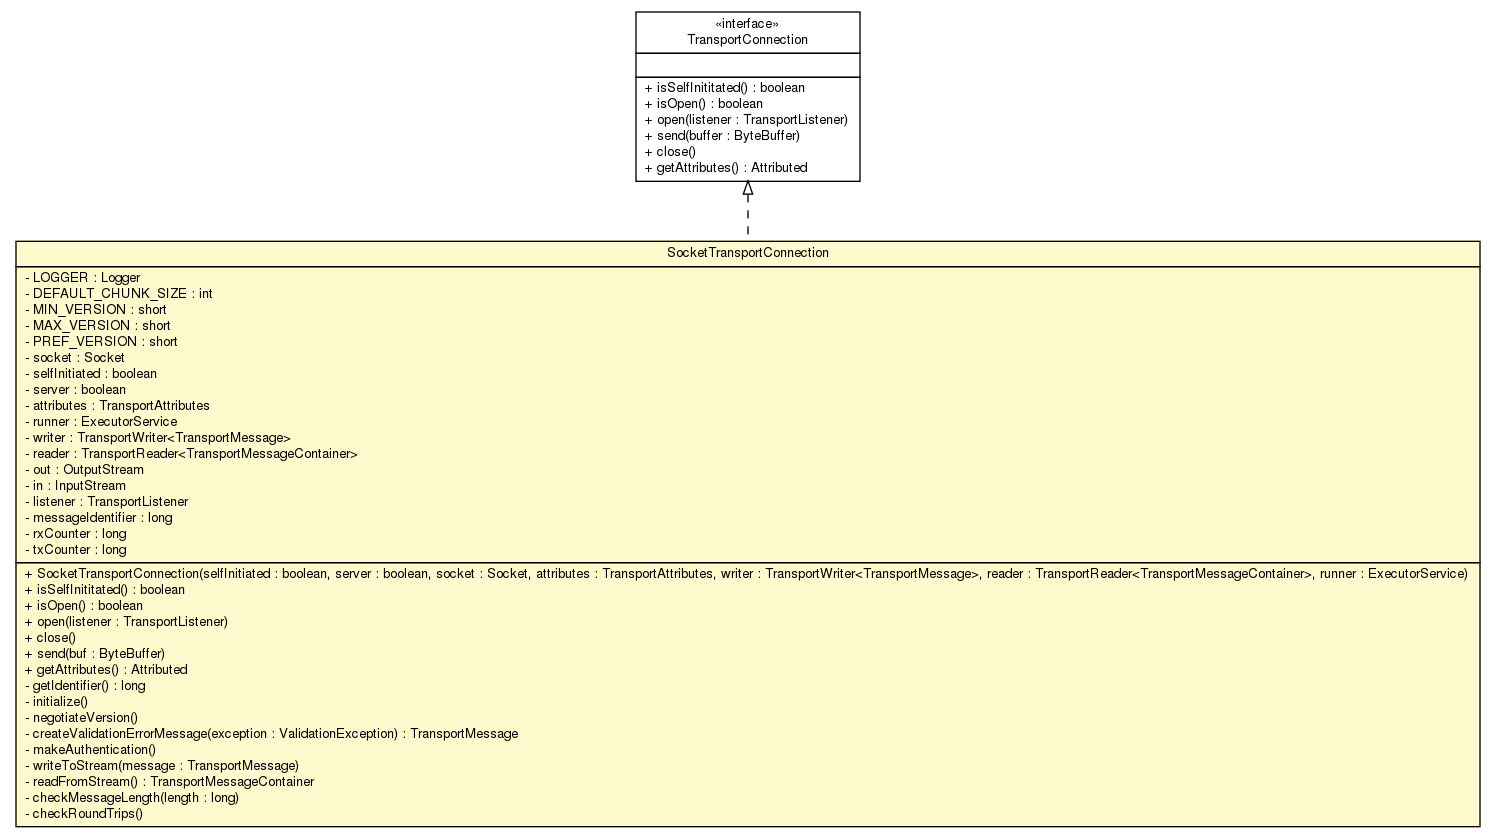 «interface»
TransportConnection
+ isSelfInititated() : boolean
+ isOpen() : boolean
+ open(listener : TransportListener)
+ send(buffer : ByteBuffer)
+ close()
+ getAttributes() : Attributed
SocketTransportConnection
- LOGGER : Logger
- DEFAULT_CHUNK_SIZE : int
- MIN_VERSION : short
- MAX_VERSION : short
- PREF_VERSION : short
- socket : Socket
- selfInitiated : boolean
- server : boolean
- attributes : TransportAttributes
- runner : ExecutorService
- writer : TransportWriter<TransportMessage>
- reader : TransportReader<TransportMessageContainer>
- out : OutputStream
- in : InputStream
- listener : TransportListener
- messageIdentifier : long
- rxCounter : long
- txCounter : long
+ SocketTransportConnection(selfInitiated : boolean, server : boolean, socket : Socket, attributes : TransportAttributes, writer : TransportWriter<TransportMessage>, reader : TransportReader<TransportMessageContainer>, runner : ExecutorService)
+ isSelfInititated() : boolean
+ isOpen() : boolean
+ open(listener : TransportListener)
+ close()
+ send(buf : ByteBuffer)
+ getAttributes() : Attributed
- getIdentifier() : long
- initialize()
- negotiateVersion()
- createValidationErrorMessage(exception : ValidationException) : TransportMessage
- makeAuthentication()
- writeToStream(message : TransportMessage)
- readFromStream() : TransportMessageContainer
- checkMessageLength(length : long)
- checkRoundTrips()